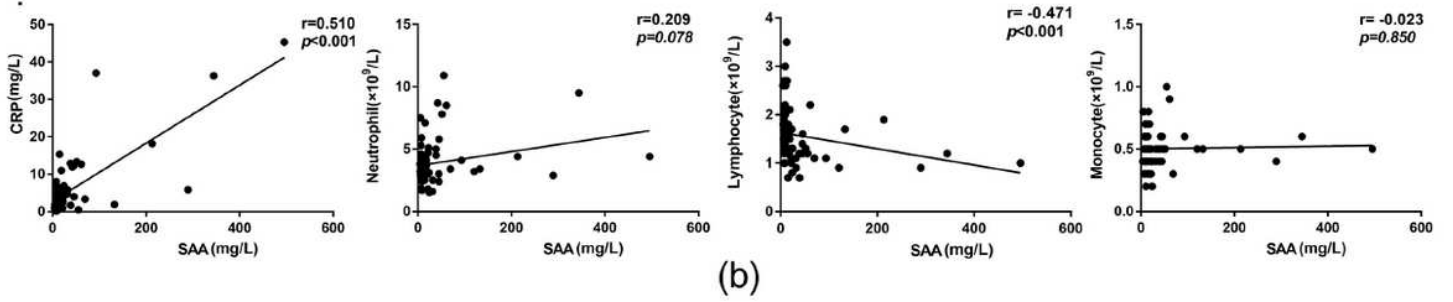 r=0.510
p<0.001
50
40
30
20
10
0
CRP(mg/L)
0 200 400 600
SAA(mg/L)
r=0.209
p=0.078
15
10
5
0
Neutrophil(×10⁹/L)
0 200 400 600
SAA(mg/L)
r= -0.471
p<0.001
4
3
2
1
0
Lymphocyte(×10⁹/L)
0 200 400 600
SAA(mg/L)
r= -0.023
p=0.850
1.5
1.0
0.5
0.0
Monocyte(×10⁹/L)
0 200 400 600
SAA(mg/L)
(b)